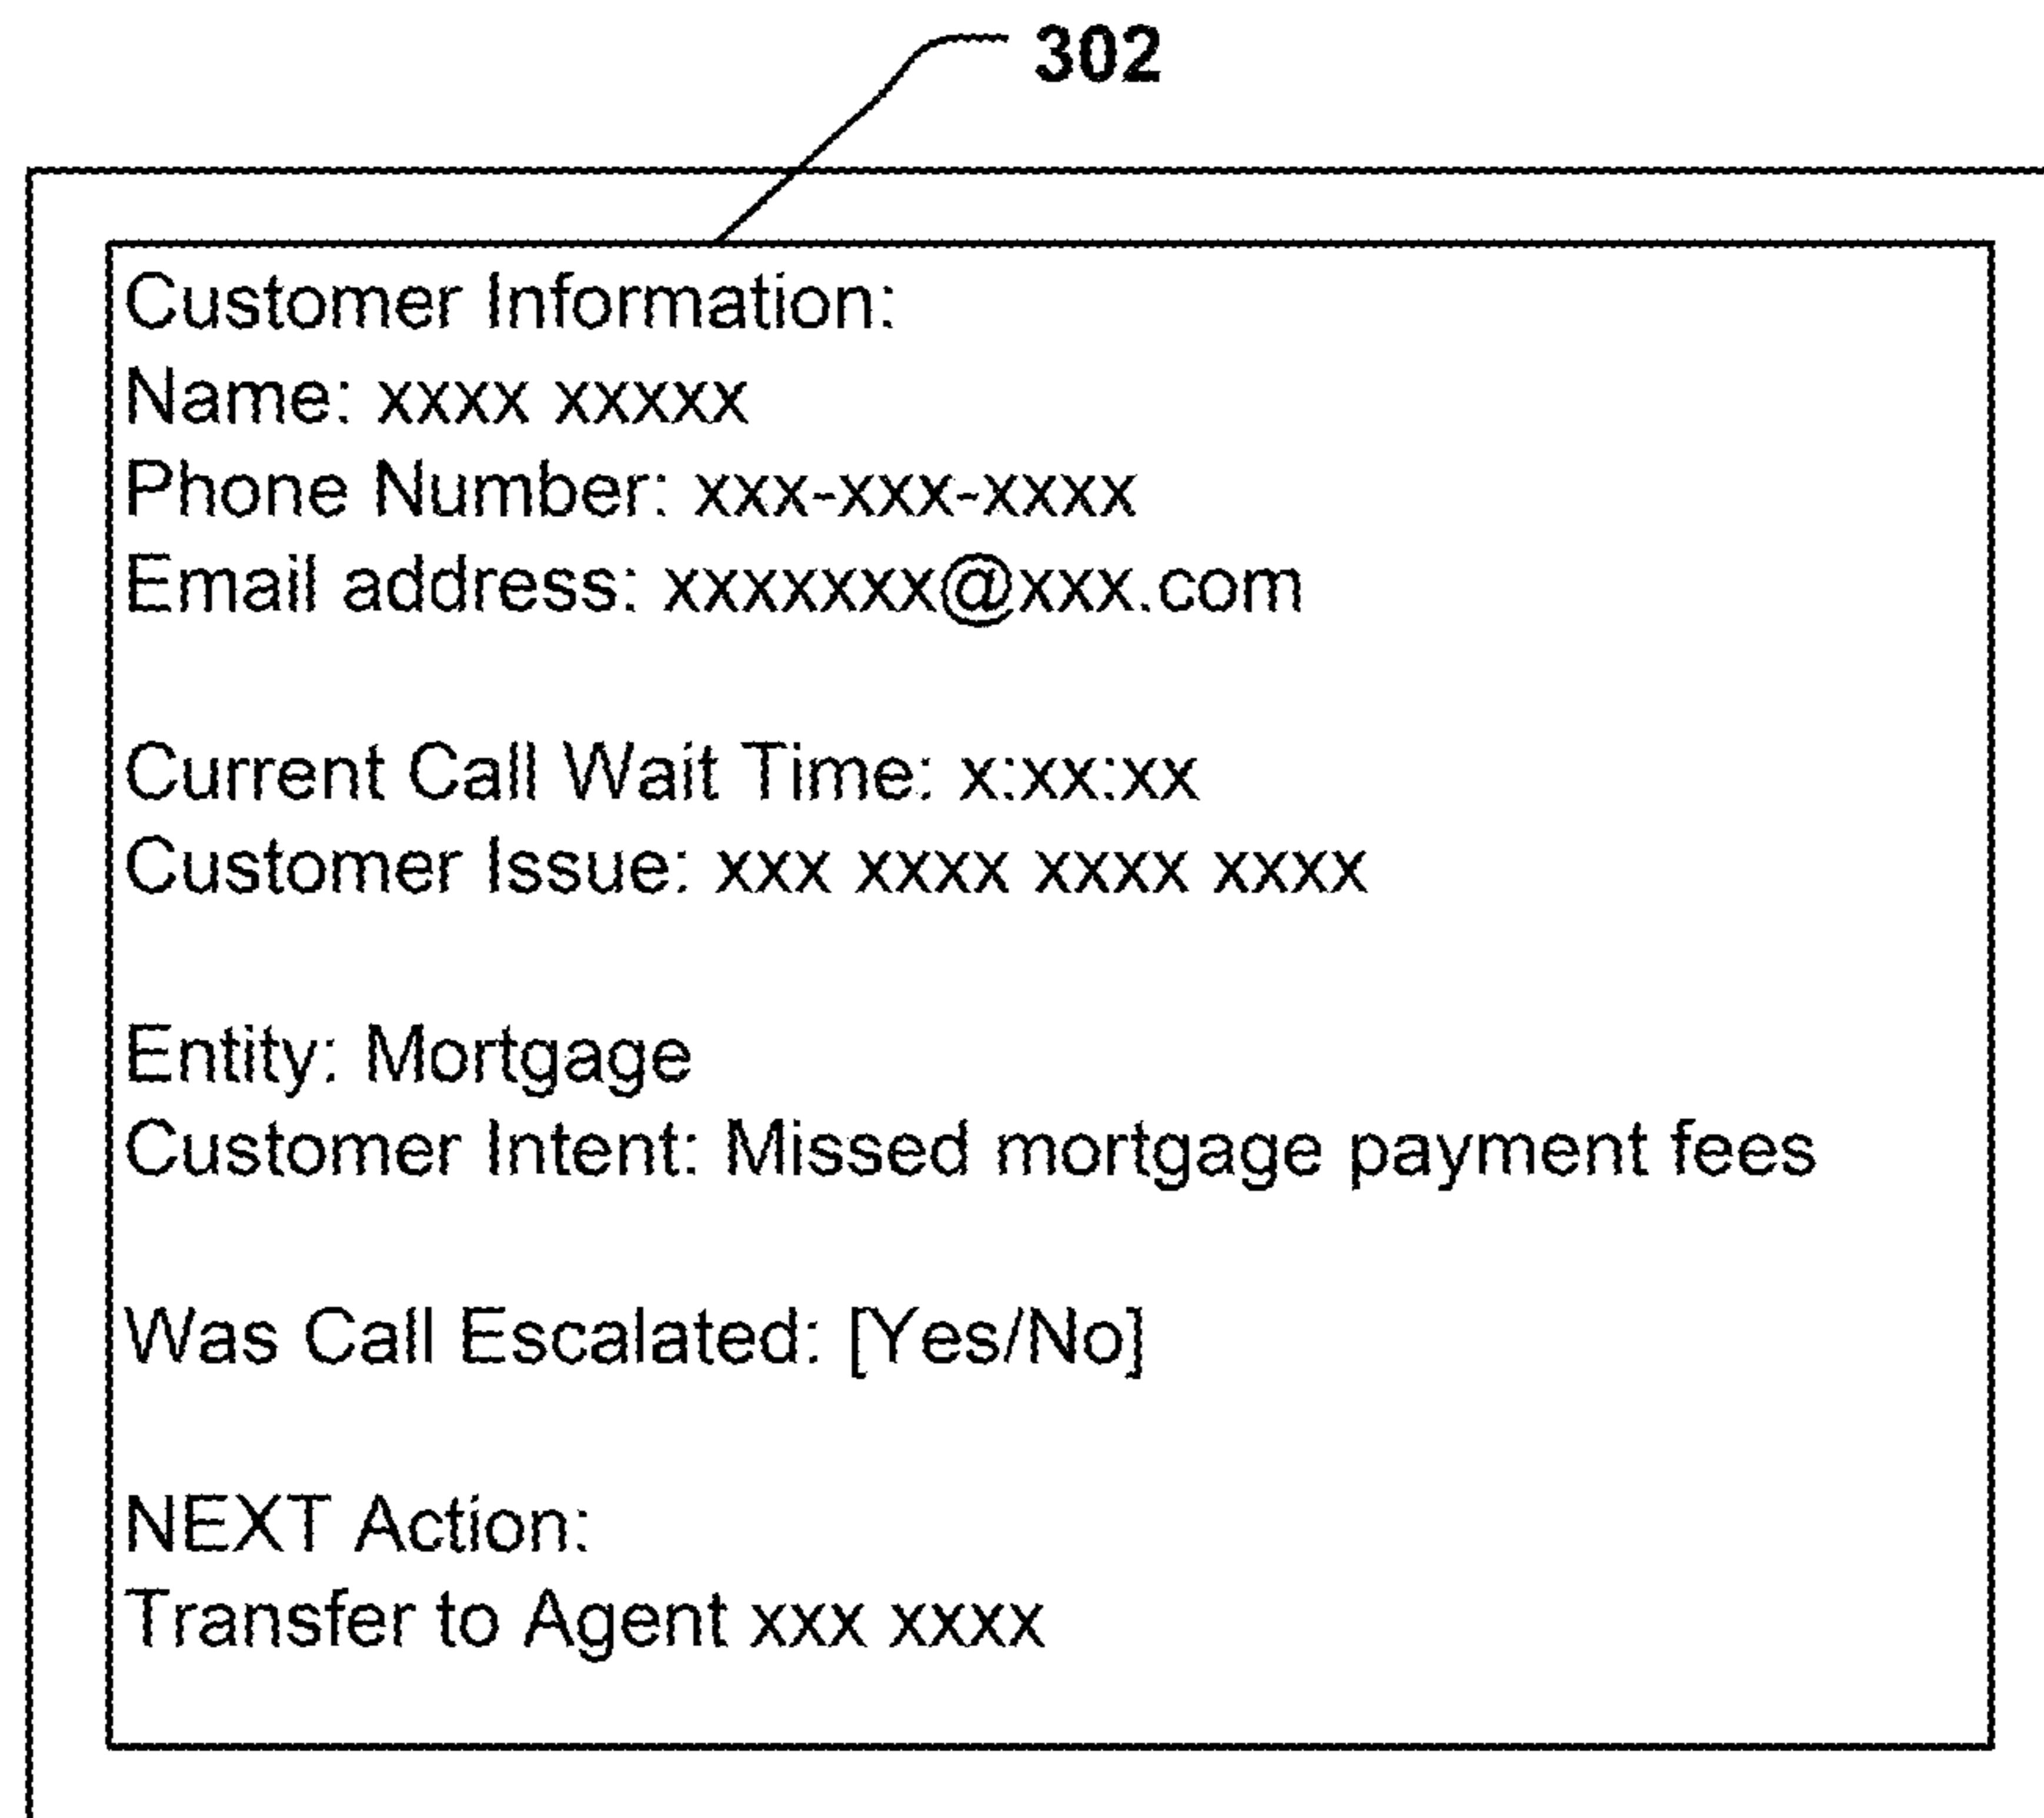 302
Customer Information:
Name: xxxx xxxxx
Phone Number: xxx-xxx-xxxx
Email address: xxxxxxx@xxx.com
Current Call Wait Time: x:xx:xx
Customer Issue: xxx xxxx xxxx xxxx
Entity: Mortgage
Customer Intent: Missed mortgage payment fees
Was Call Escalated: [Yes/No]
NEXT Action:
Transfer to Agent xxx xxxx